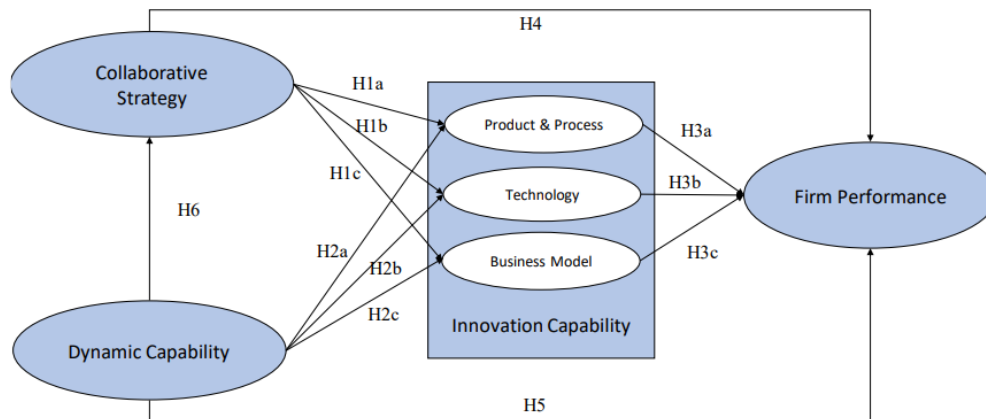 H4
Collaborative
Strategy
H1a
H1b
H1c
Product & Process
Technology
Business Model
Innovation Capability
H3a
H3b
H3c
Firm Performance
H6
H2a
H2b
H2c
Dynamic Capability
H5